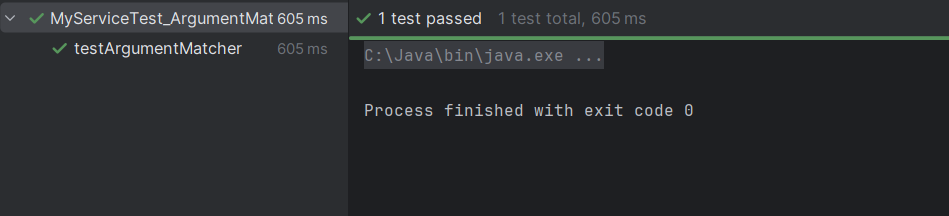 MyServiceTest_ArgumentMat 605 ms
testArgumentMatcher 605 ms
1 test passed 1 test total, 605 ms
C:\Java\bin\java.exe ...
Process finished with exit code 0